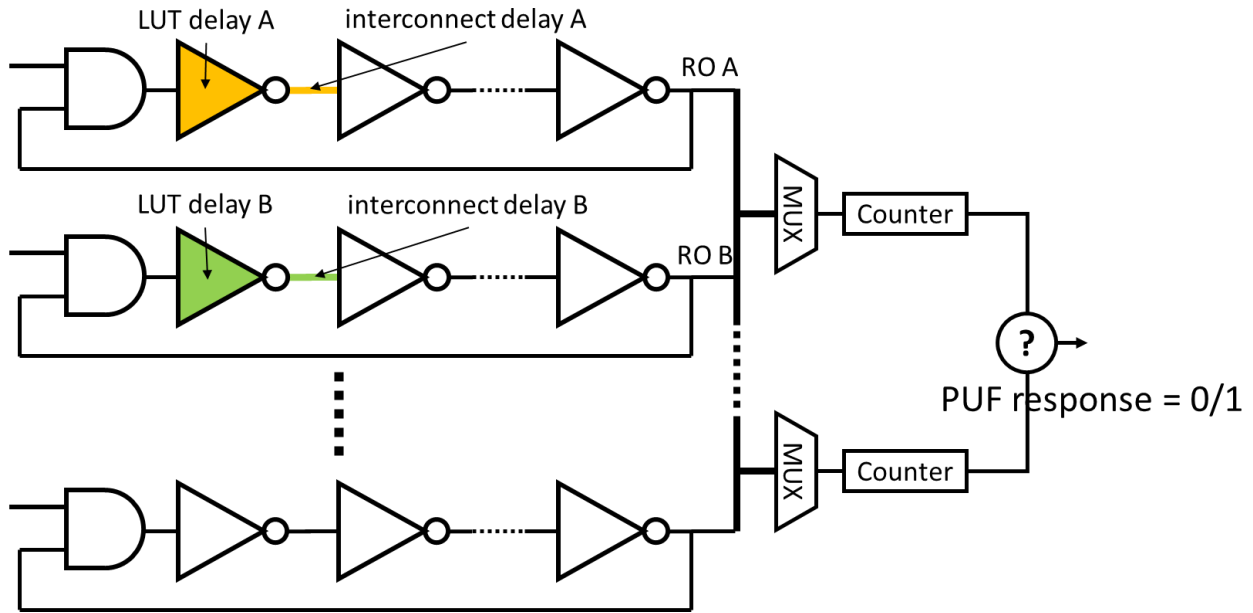 LUT delay A
interconnect delay A
RO A
LUT delay B
interconnect delay B
RO B
MUX
Counter
?
PUF response = 0/1
MUX
Counter